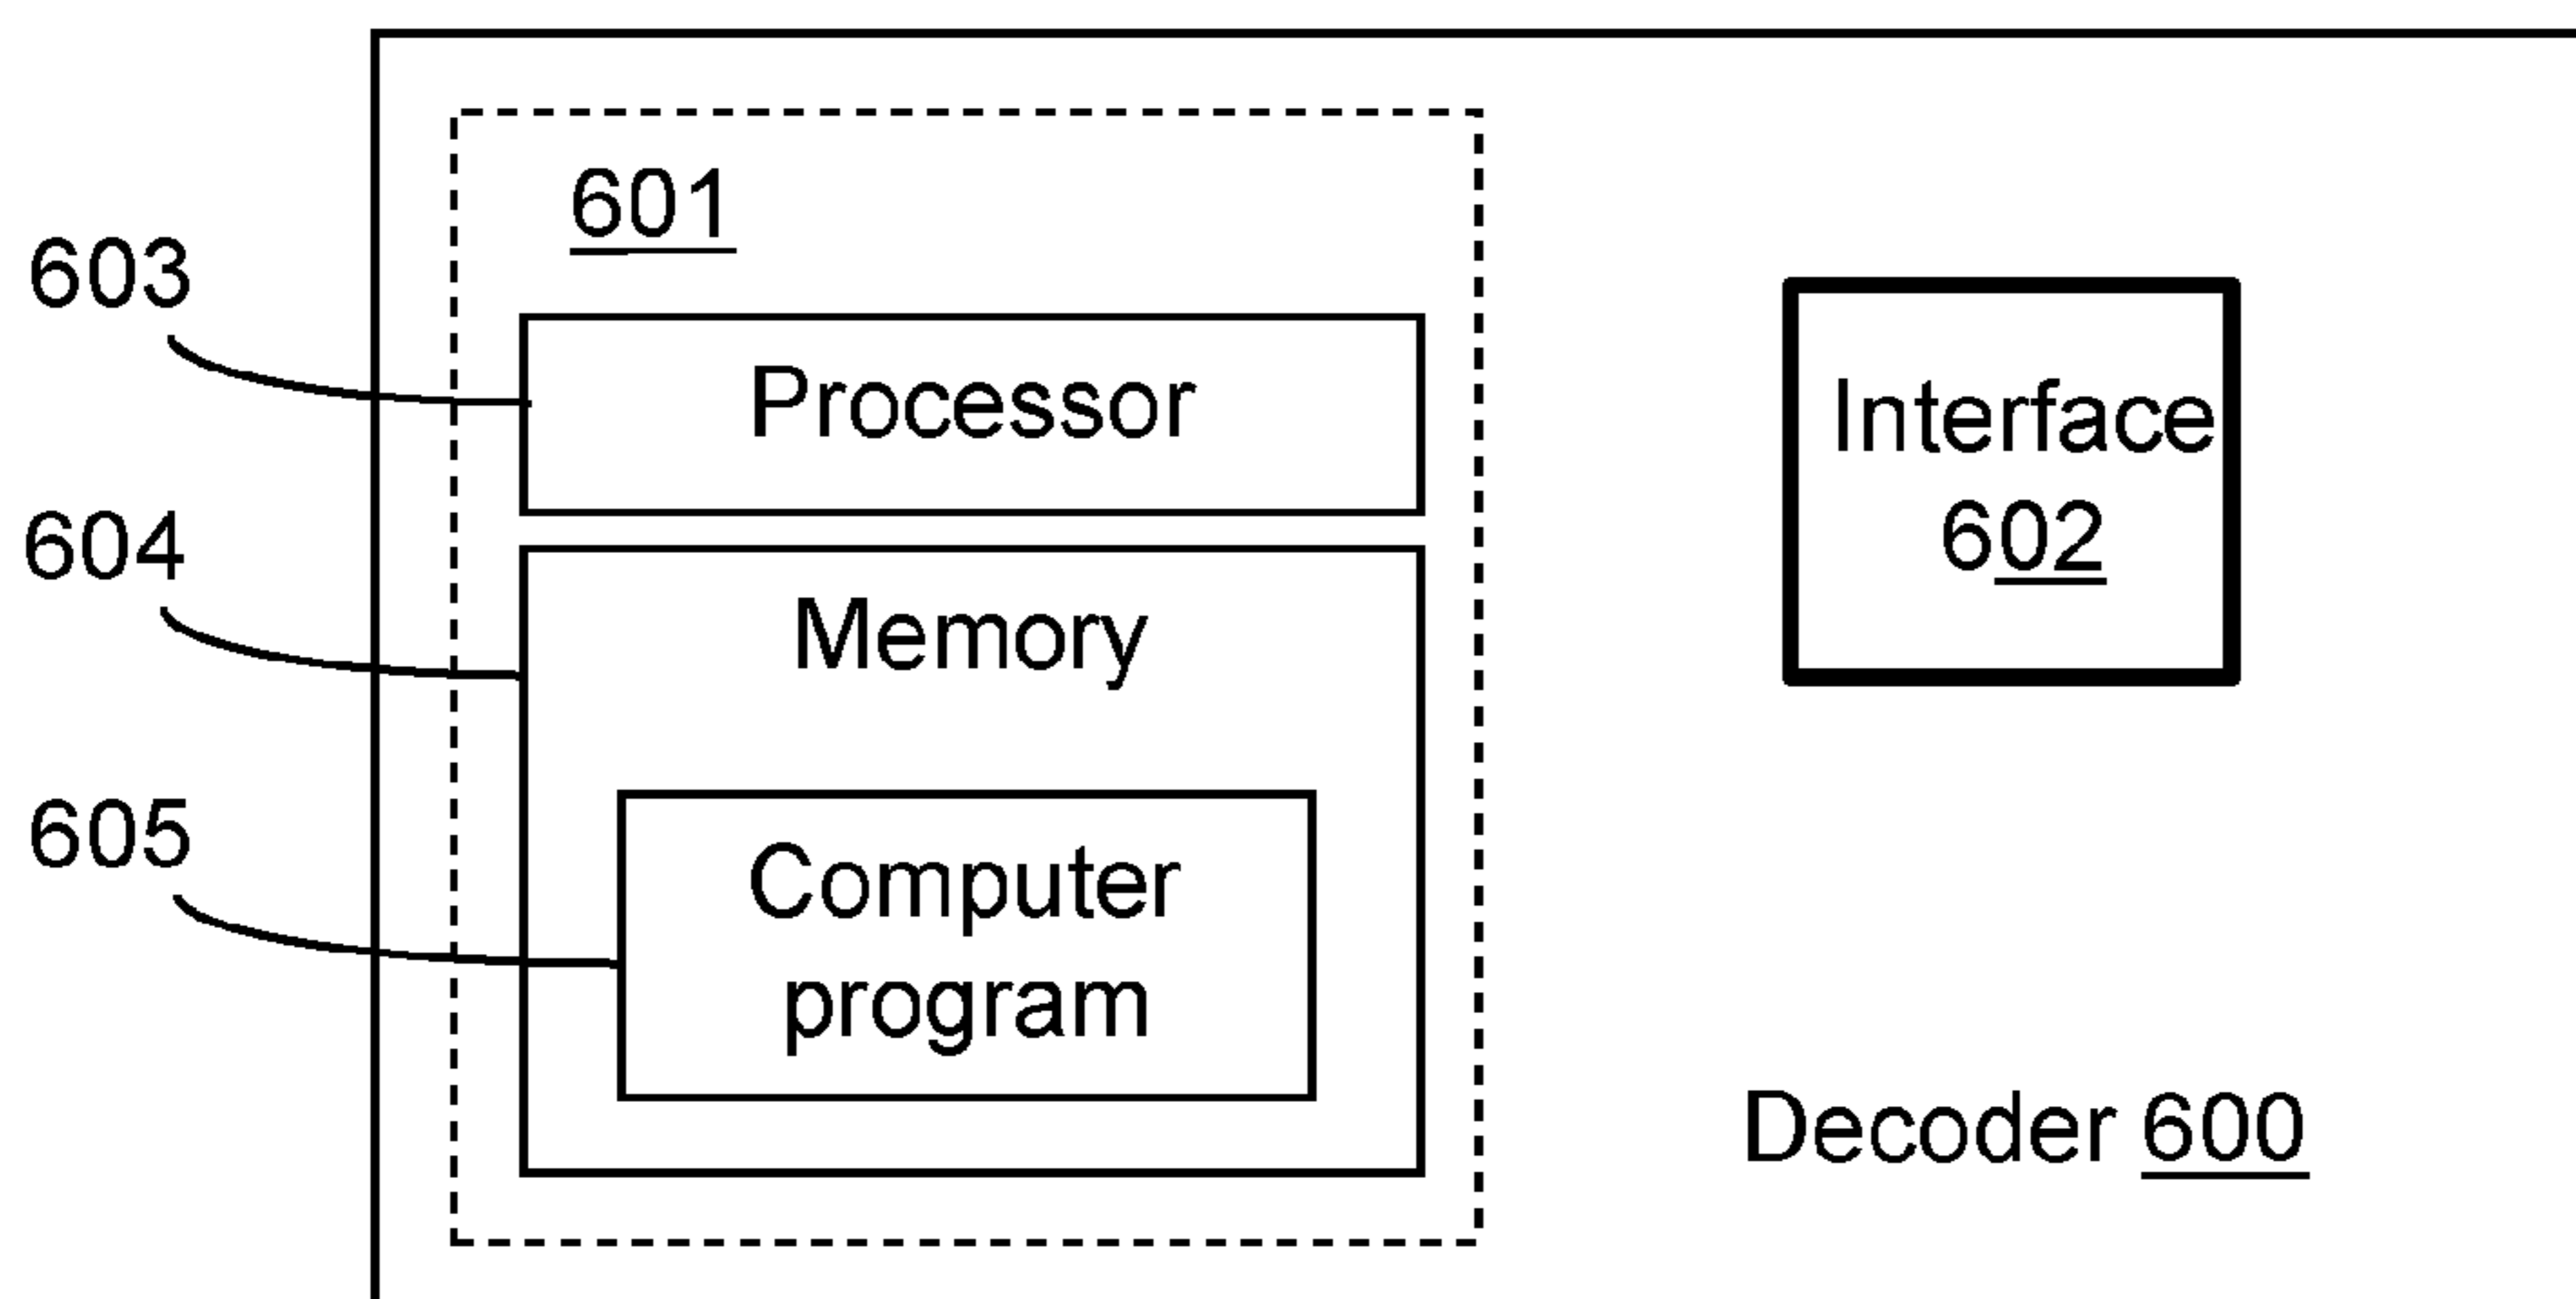 601
603
Processor
Interface
602
604
Memory
605
Computer
program
Decoder 600